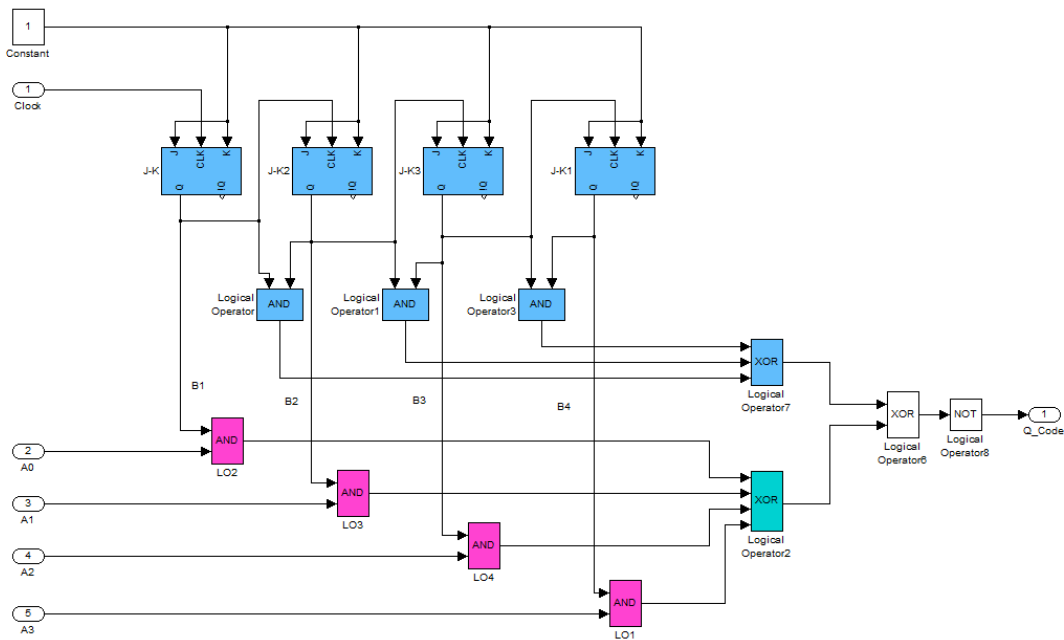 1
Constant
1
Clock
J
CLK
K
Q
!Q
J-K
J
CLK
K
Q
!Q
J-K2
J
CLK
K
Q
!Q
J-K3
J
CLK
K
Q
!Q
J-K1
Logical
Operator
AND
Logical
Operator1
AND
Logical
Operator3
AND
XOR
Logical
Operator7
B1
B2
B3
B4
XOR
Logical
Operator6
NOT
Logical
Operator8
1
Q_Code
AND
LO2
2
A0
AND
LO3
XOR
Logical
Operator2
3
A1
AND
LO4
4
A2
AND
LO1
5
A3